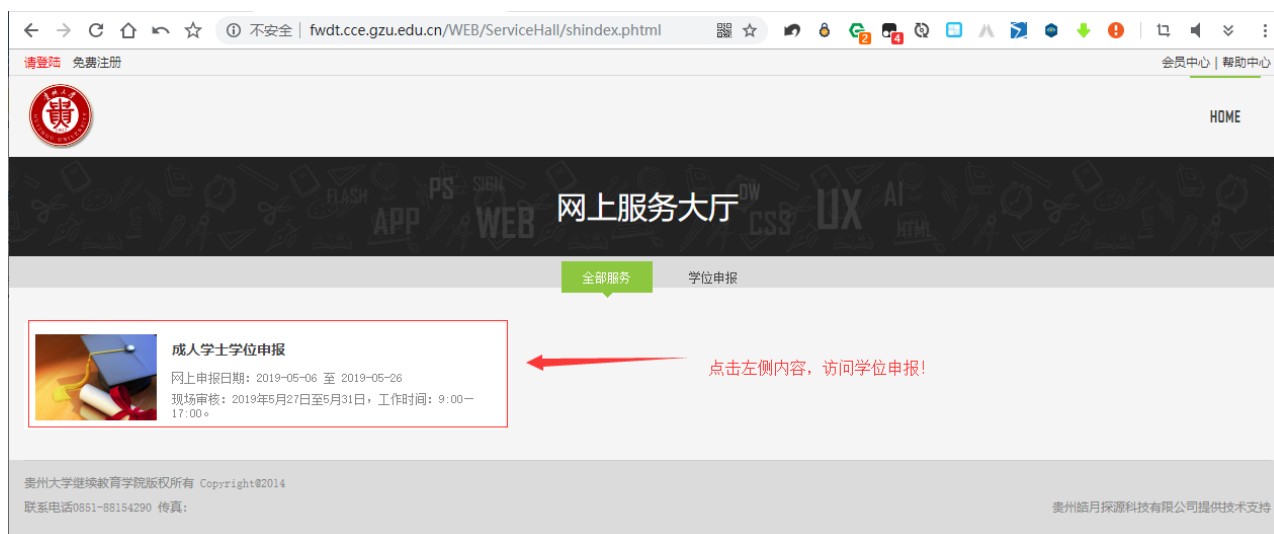 不安全 | fwdt.cce.gzu.edu.cn/WEB/ServiceHall/shindex.phtml
2
4
请登陆 免费注册
会员中心 | 帮助中心
贵
HOME
FLASH PS SIGN APP WEB
网上服务大厅
DW CSS UX AI HTML
全部服务 学位申报
成人学士学位申报
网上申报日期: 2019-05-06 至 2019-05-26
现场审核: 2019年5月27日至5月31日, 工作时间: 9:00—
17:00。
点击左侧内容, 访问学位申报!
贵州大学继续教育学院版权所有 Copyright@2014
联系电话0851-88154290 传真:
贵州皓月探源科技有限公司提供技术支持